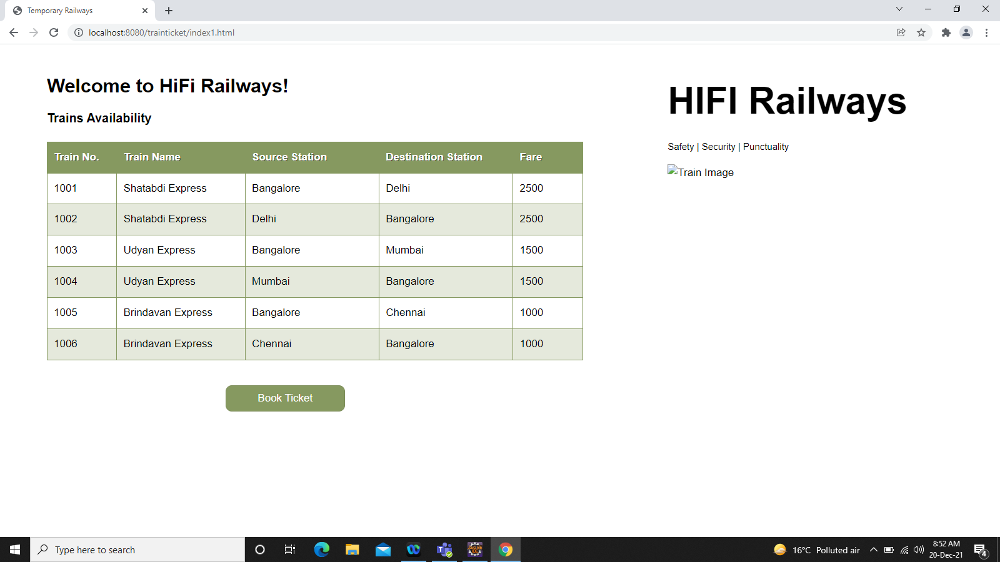 Temporary Railways
localhost:8080/trainticket/index1.html
Welcome to HiFi Railways!
Trains Availability
Train No. Train Name Source Station Destination Station Fare
1001 Shatabdi Express Bangalore Delhi 2500
1002 Shatabdi Express Delhi Bangalore 2500
1003 Udyan Express Bangalore Mumbai 1500
1004 Udyan Express Mumbai Bangalore 1500
1005 Brindavan Express Bangalore Chennai 1000
1006 Brindavan Express Chennai Bangalore 1000
Book Ticket
HIFI Railways
Safety | Security | Punctuality
Train Image
Type here to search
16°C Polluted air
8:52 AM
20-Dec-21
4